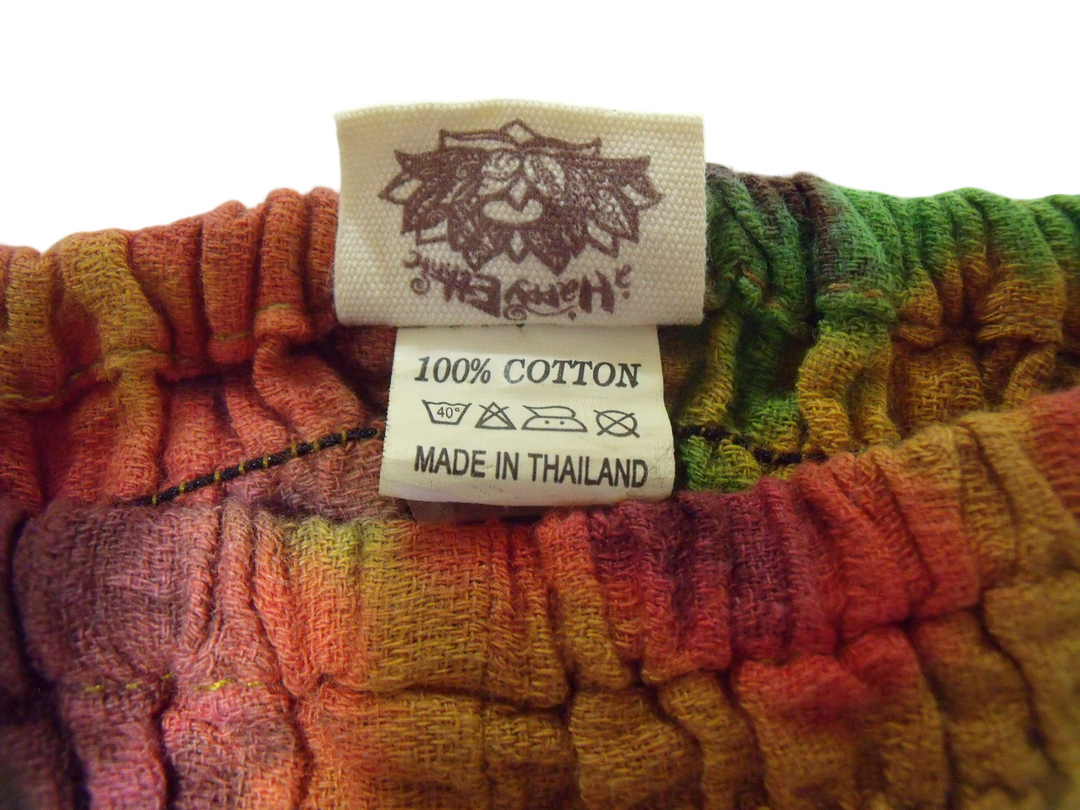 100% COTTON
40°
MADE IN THAILAND